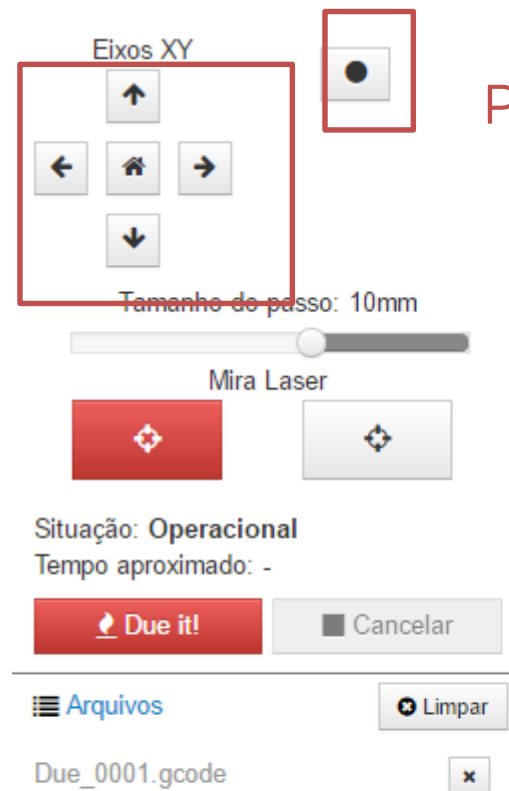 Eixos XY
P
Tamanho do passo: 10mm
Mira Laser
Situação: Operacional
Tempo aproximado: -
Due it!
Cancelar
Arquivos
Limpar
Due_0001.gcode